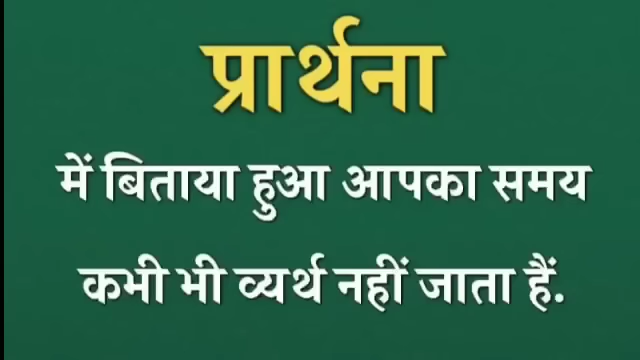 प्रार्थना
में बिताया हुआ आपका समय
कभी भी व्यर्थ नहीं जाता हैं.